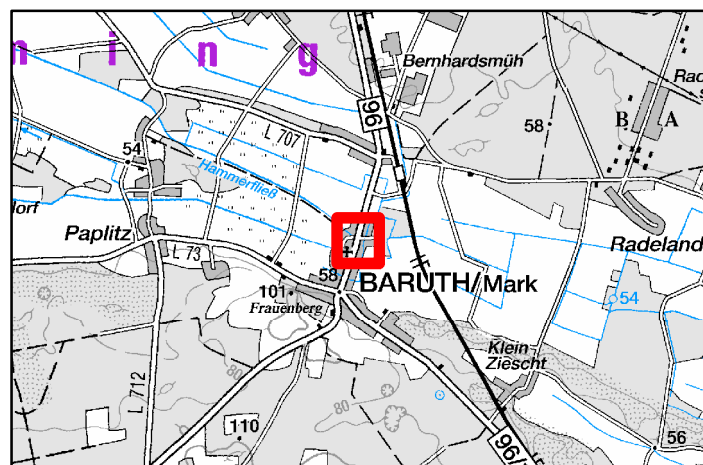 n i n g
Bernhardsmüh
Rad
s
96
L 707
58
B A
54
Hammerfließ
dorf
Paplitz
L 73
Radeland
58
BARUTH/Mark
101
Frauenberg
54
Klein
Ziescht
80
80
L 712
110
96/
56